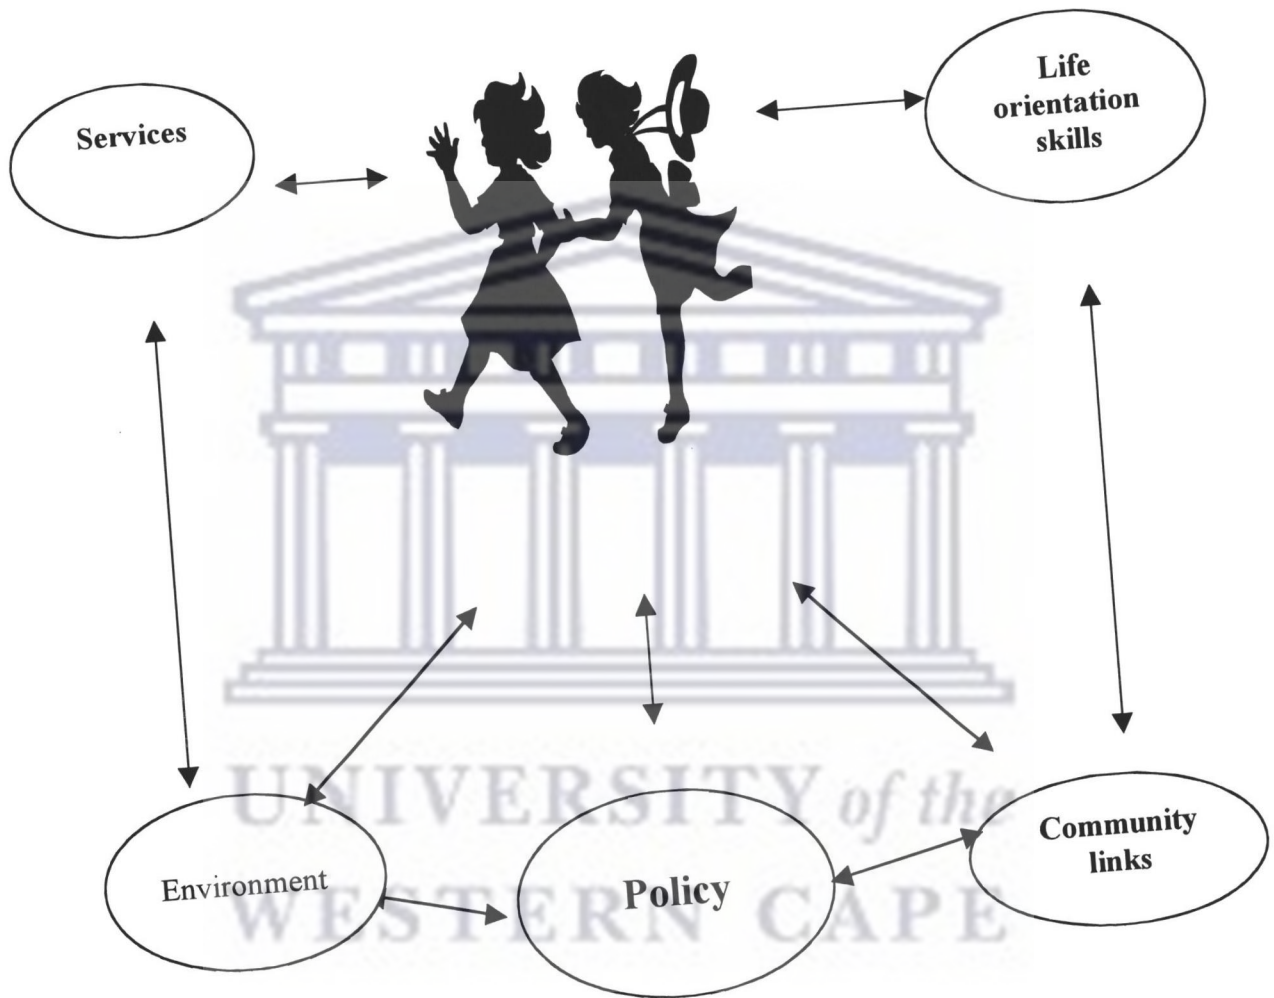 Services
Life
orientation
skills
Environment
Policy
Community
links
UNIVERSITY of the
WESTERN CAPE